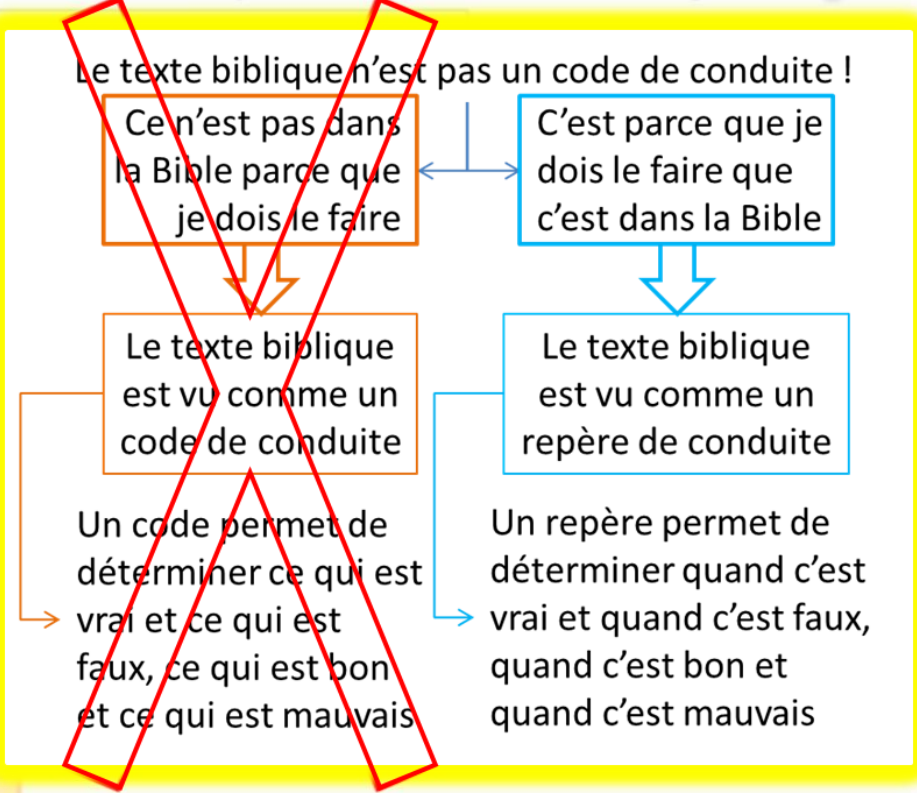 Le texte biblique n'est pas un code de conduite !
Ce n'est pas dans
la Bible parce que
je dois le faire
C'est parce que je
dois le faire que
c'est dans la Bible
Le texte biblique
est vu comme un
code de conduite
Le texte biblique
est vu comme un
repère de conduite
Un code permet de
déterminer ce qui est
vrai et ce qui est
faux, ce qui est bon
et ce qui est mauvais
Un repère permet de
déterminer quand c'est
vrai et quand c'est faux,
quand c'est bon et
quand c'est mauvais